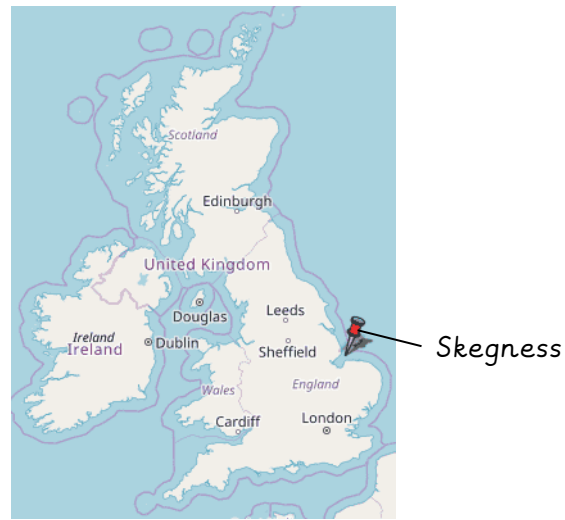 Scotland
Edinburgh
United Kingdom
Douglas
Leeds
Ireland
Ireland
Dublin
Sheffield
Skegness
Wales
England
Cardiff
London